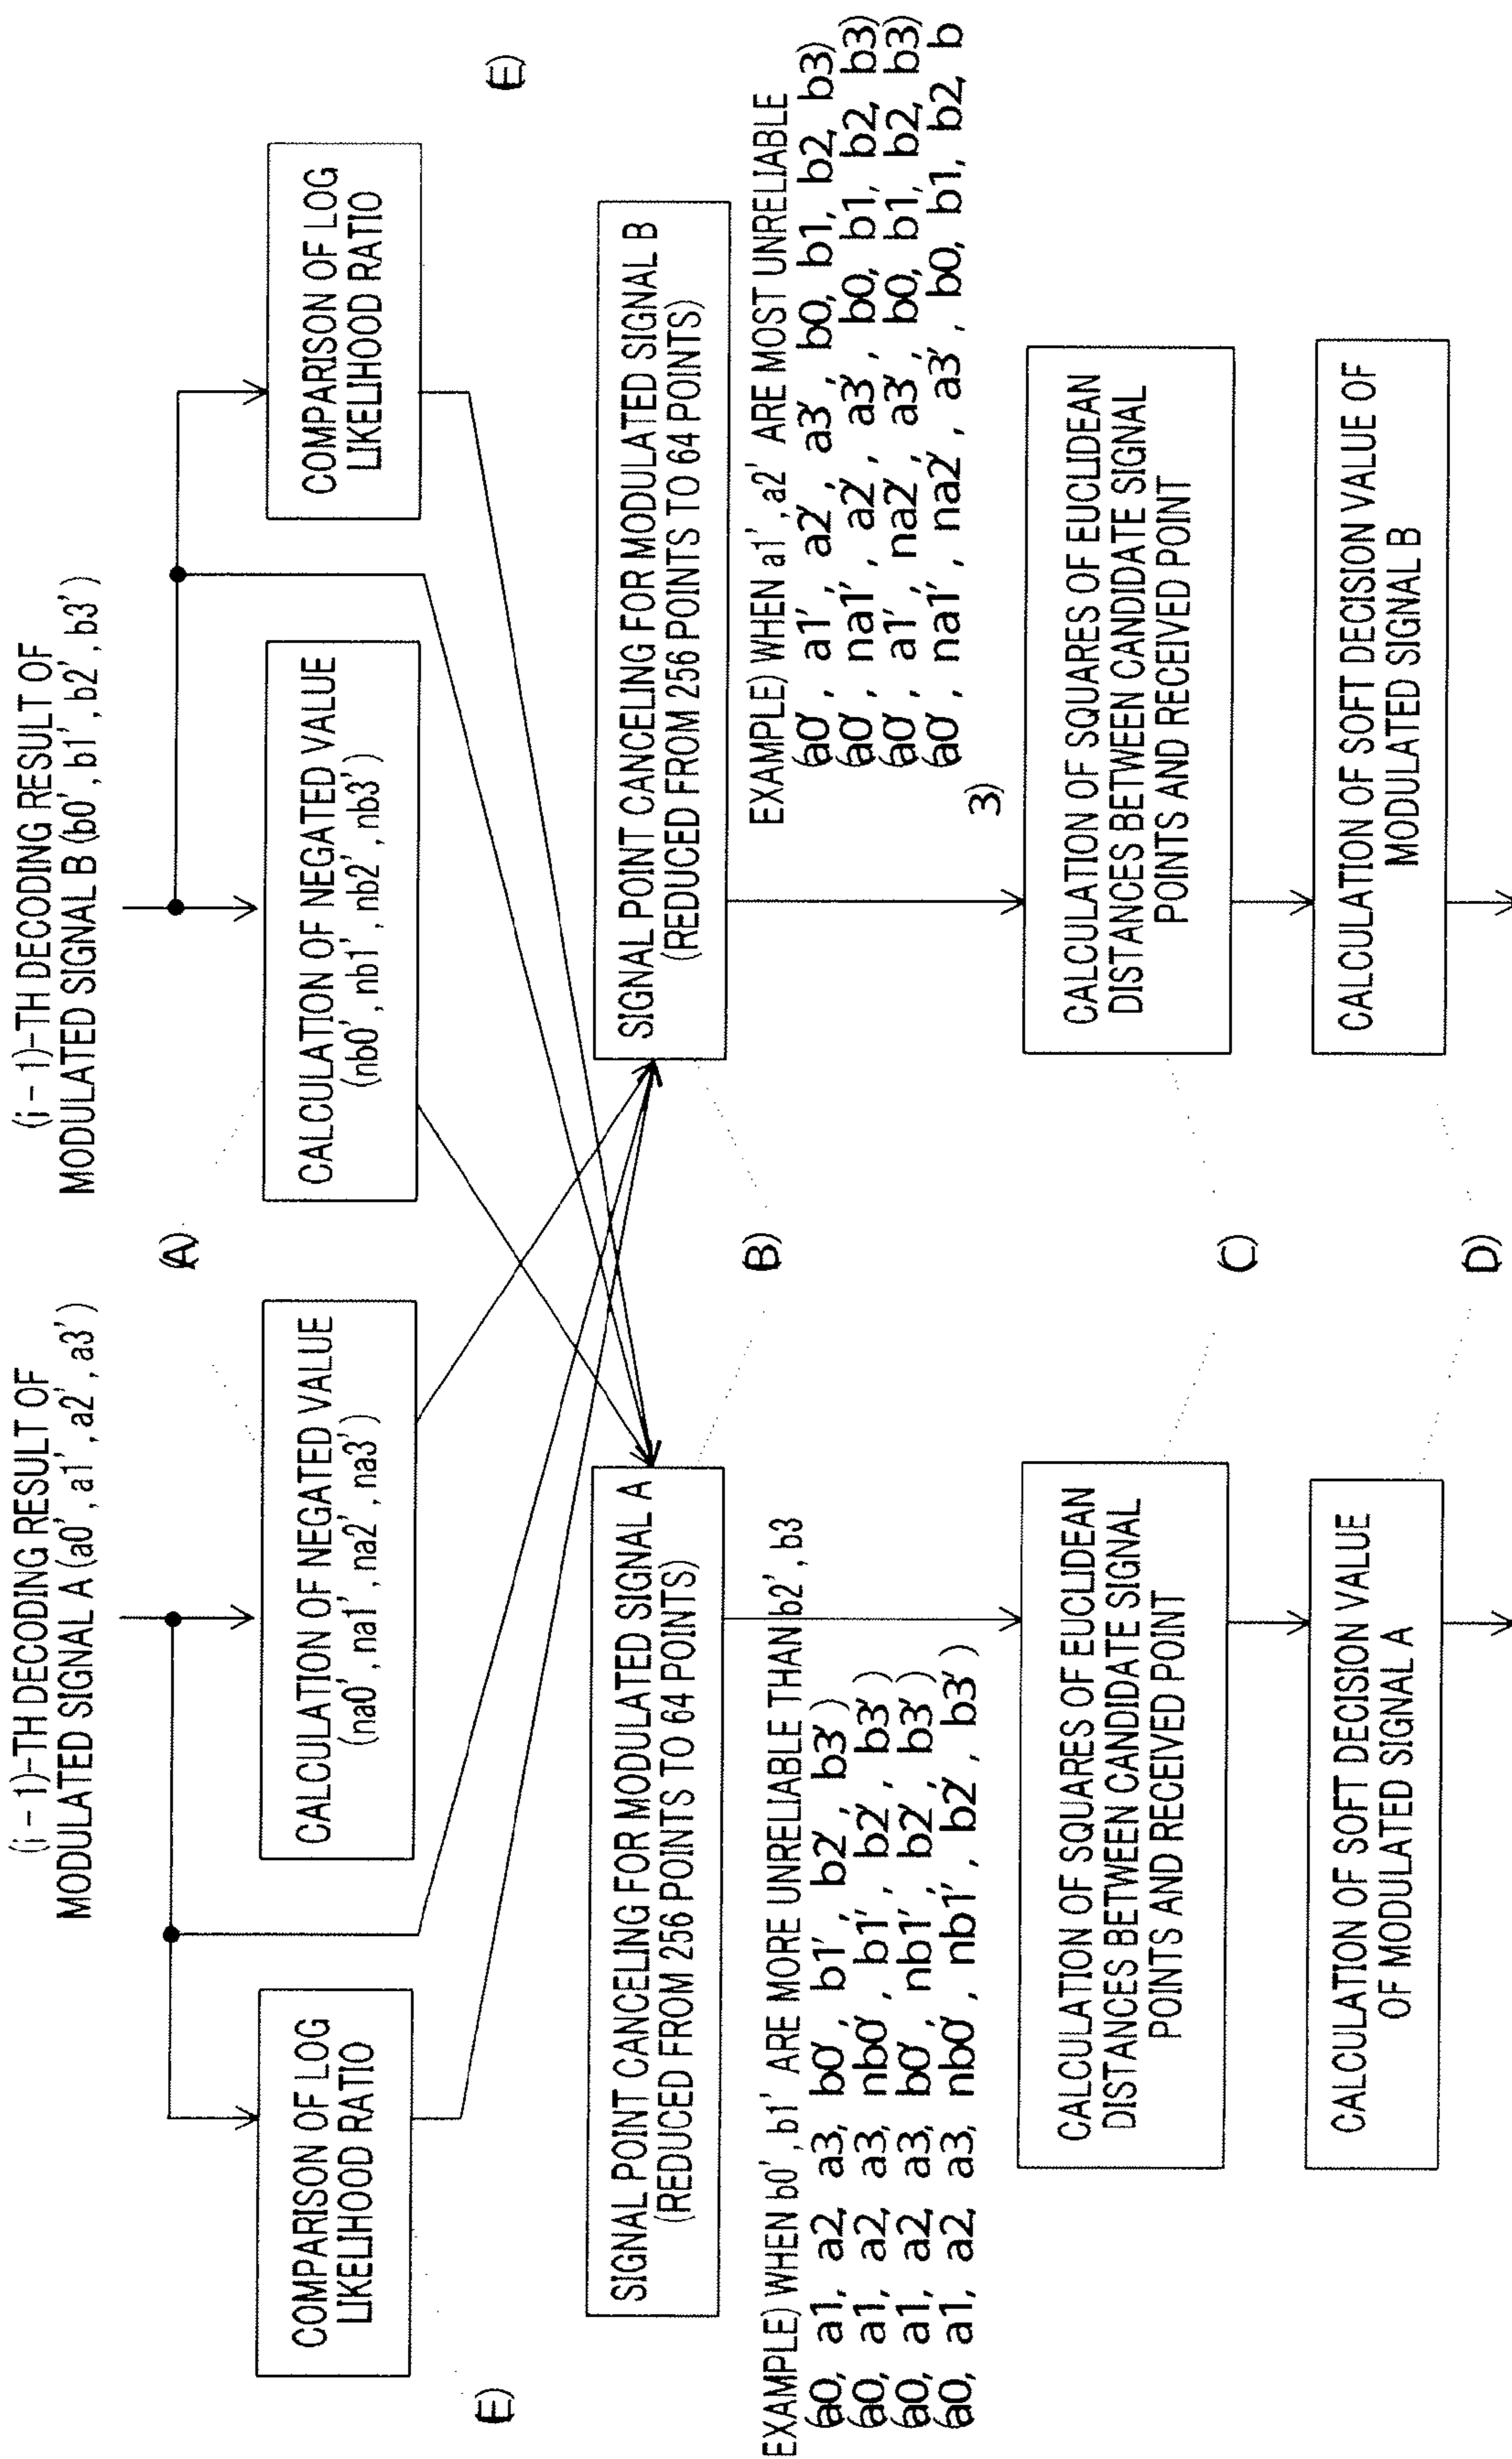 (i - 1)-TH DECODING RESULT OF
MODULATED SIGNAL A (a0', a1', a2', a3')
(i - 1)-TH DECODING RESULT OF
MODULATED SIGNAL B (b0', b1', b2', b3')
(A)
COMPARISON OF LOG
LIKELIHOOD RATIO
CALCULATION OF NEGATED VALUE
(na0', na1', na2', na3')
CALCULATION OF NEGATED VALUE
(nb0', nb1', nb2', nb3')
COMPARISON OF LOG
LIKELIHOOD RATIO
(E)
(E)
SIGNAL POINT CANCELING FOR MODULATED SIGNAL A
(REDUCED FROM 256 POINTS TO 64 POINTS)
SIGNAL POINT CANCELING FOR MODULATED SIGNAL B
(REDUCED FROM 256 POINTS TO 64 POINTS)
(B)
EXAMPLE) WHEN b0', b1' ARE MORE UNRELIABLE THAN b2', b3
(a0, a1, a2, a3, b0', b1', b2', b3')
(a0, a1, a2, a3, nb0', b1', b2', b3')
(a0, a1, a2, a3, b0', nb1', b2', b3')
(a0, a1, a2, a3, nb0', nb1', b2', b3')
EXAMPLE) WHEN a1', a2' ARE MOST UNRELIABLE
(a0', a1', a2', a3', b0, b1, b2, b3)
(a0', na1', a2', a3', b0, b1, b2, b3)
(a0', a1', na2', a3', b0, b1, b2, b3)
(a0', na1', na2', a3', b0, b1, b2, b
3)
CALCULATION OF SQUARES OF EUCLIDEAN
DISTANCES BETWEEN CANDIDATE SIGNAL
POINTS AND RECEIVED POINT
CALCULATION OF SQUARES OF EUCLIDEAN
DISTANCES BETWEEN CANDIDATE SIGNAL
POINTS AND RECEIVED POINT
(C)
CALCULATION OF SOFT DECISION VALUE
OF MODULATED SIGNAL A
CALCULATION OF SOFT DECISION VALUE OF
MODULATED SIGNAL B
(D)